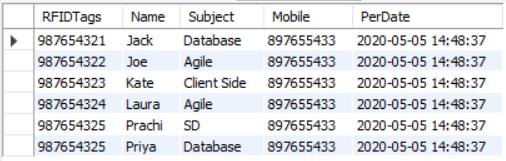 RFIDTags Name Subject Mobile PerDate
987654321 Jack Database 897655433 2020-05-05 14:48:37
987654322 Joe Agile 897655433 2020-05-05 14:48:37
987654323 Kate Client Side 897655433 2020-05-05 14:48:37
987654324 Laura Agile 897655433 2020-05-05 14:48:37
987654325 Prachi SD 897655433 2020-05-05 14:48:37
987654325 Priya Database 897655433 2020-05-05 14:48:37